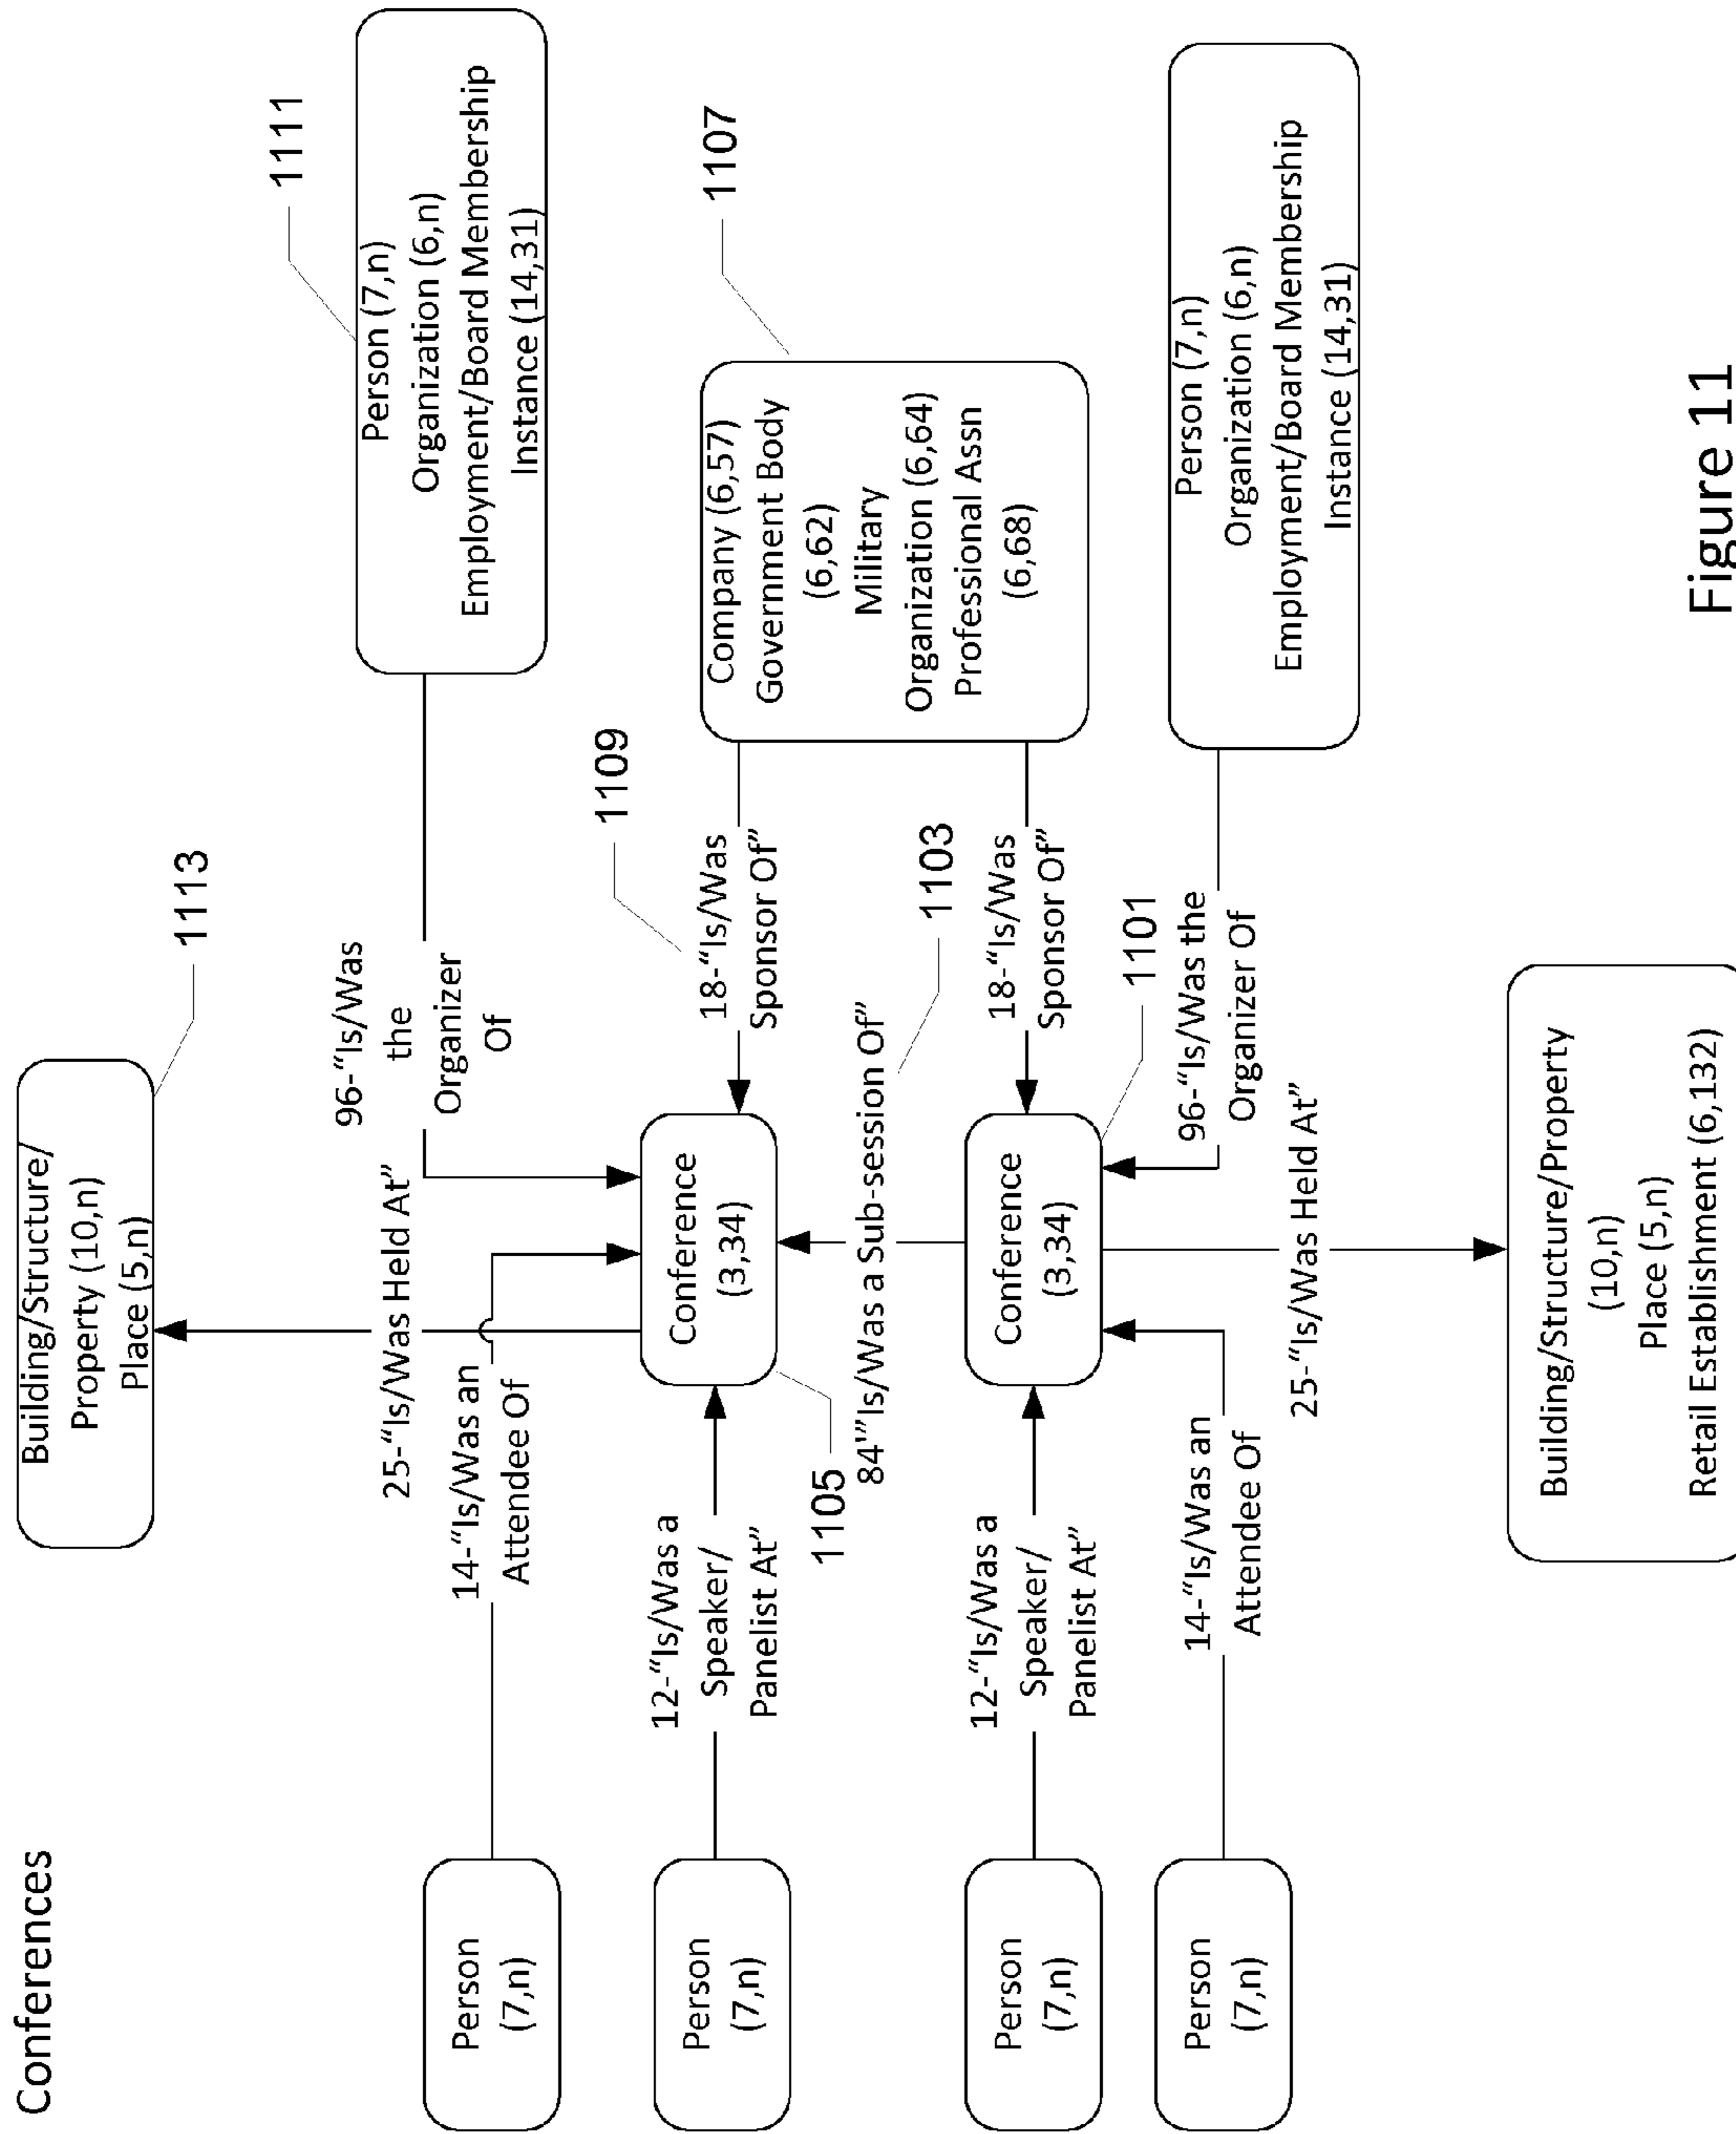 Conferences
Building/Structure/
Property (10,n)
Place (5,n)
1113
1111
96-“Is/Was
the
Organizer
Of
Person (7,n)
Organization (6,n)
Employment/Board Membership
Instance (14,31)
25-“Is/Was Held At”
14-“Is/Was an
Attendee Of
Person
(7,n)
1109
1107
Person
(7,n)
12-“Is/Was a
Speaker/
Panelist At”
Conference
(3,34)
18-“Is/Was
Sponsor Of”
Company (6,57)
Government Body
(6,62)
Military
Organization (6,64)
Professional Assn
(6,68)
1105
84'”Is/Was a Sub-session Of”
1103
Person
(7,n)
12-“Is/Was a
Speaker/
Panelist At”
Conference
(3,34)
18-“Is/Was
Sponsor Of”
1101
Person
(7,n)
14-“Is/Was an
Attendee Of
96-“Is/Was the
Organizer Of
Person (7,n)
Organization (6,n)
Employment/Board Membership
Instance (14,31)
25-“Is/Was Held At”
Building/Structure/Property
(10,n)
Place (5,n)
Retail Establishment (6,132)
Figure 11